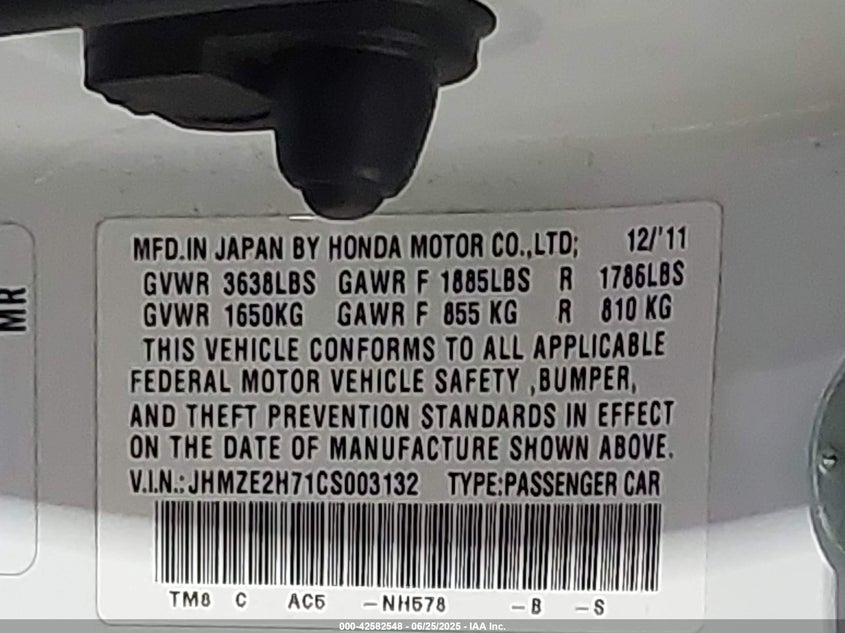 MFD.IN JAPAN BY HONDA MOTOR CO.,LTD; 12/'11
GVWR 3638LBS GAWR F 1885LBS R 1786LBS
GVWR 1650KG GAWR F 855 KG R 810 KG
THIS VEHICLE CONFORMS TO ALL APPLICABLE
FEDERAL MOTOR VEHICLE SAFETY ,BUMPER,
AND THEFT PREVENTION STANDARDS IN EFFECT
ON THE DATE OF MANUFACTURE SHOWN ABOVE.
V.I.N.: JHMZE2H71CS003132 TYPE:PASSENGER CAR
TM8 C AC5 -NH578 -B -S
MR
000-42582548 - 06/25/2025 - IAA Inc.